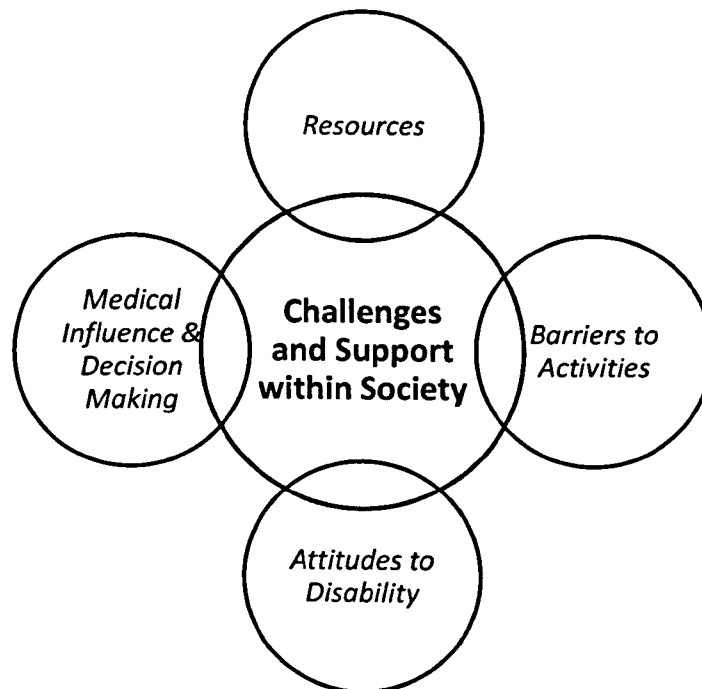 Resources
Medical
Influence &
Decision
Making
Challenges
and Support
within Society
Barriers to
Activities
Attitudes to
Disability